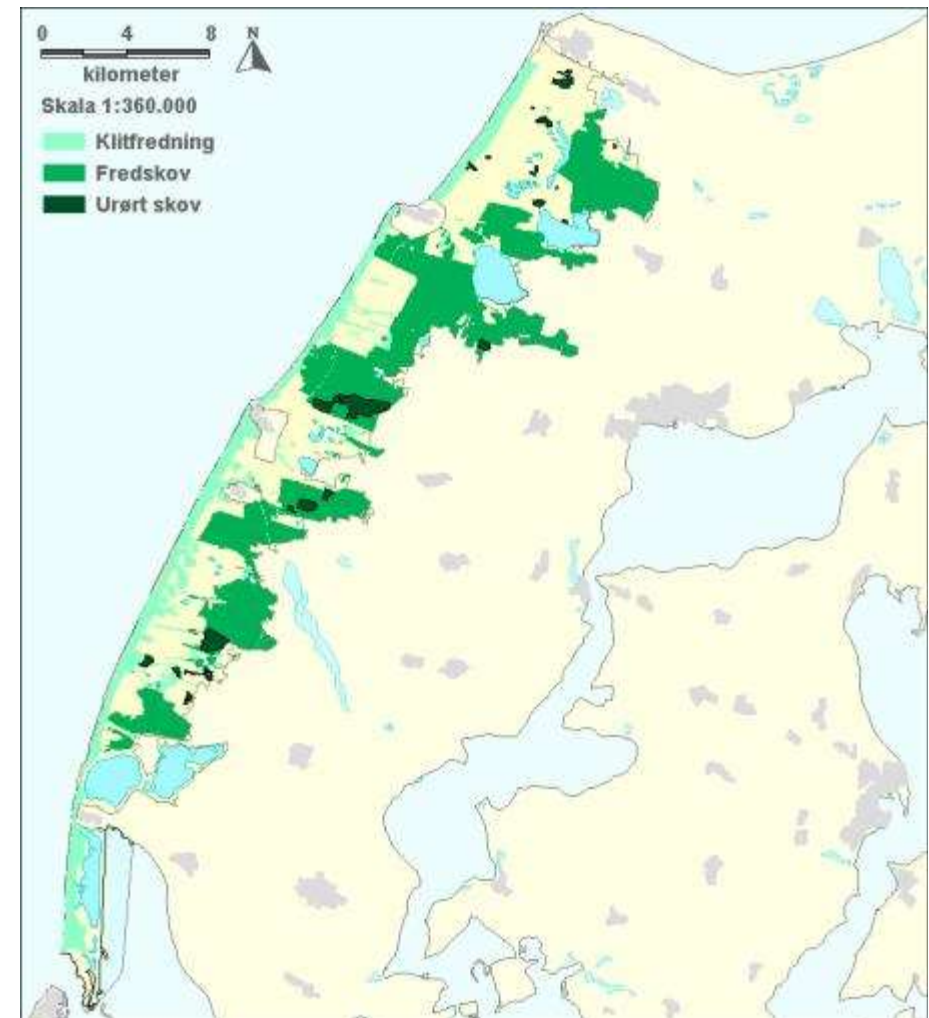 0 4 8
N
kilometer
Skala 1:360.000
Klitfredning
Fredskov
Urørt skov